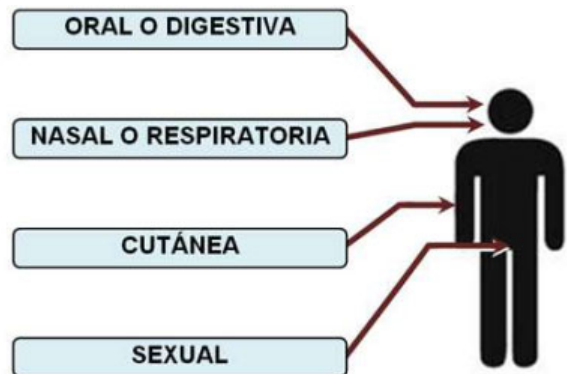 ORAL O DIGESTIVA
NASAL O RESPIRATORIA
CUTÁNEA
SEXUAL